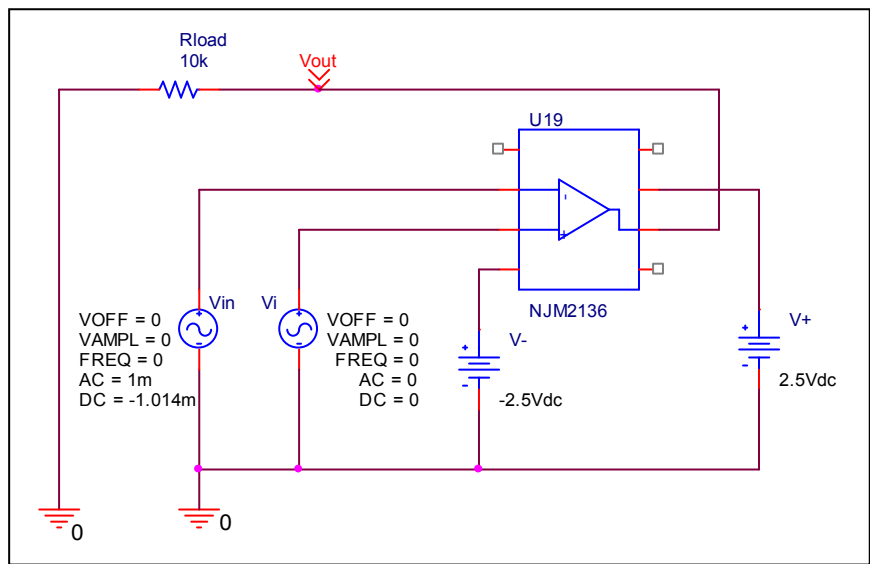 Rload
10k
Vout
U19
-
+
NJM2136
Vin
VOFF = 0
VAMPL = 0
FREQ = 0
AC = 1m
DC = -1.014m
+
-
Vi
VOFF = 0
VAMPL = 0
FREQ = 0
AC = 0
DC = 0
+
-
V-
+
-
-2.5Vdc
V+
+
-
2.5Vdc
0
0